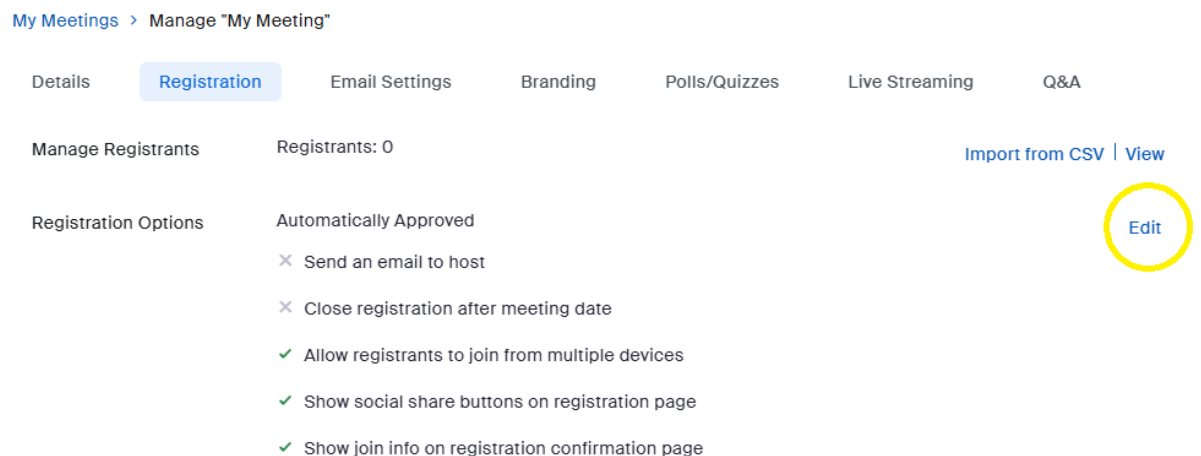 My Meetings > Manage "My Meeting"
Details Registration Email Settings Branding Polls/Quizzes Live Streaming Q&A
Manage Registrants Registrants: 0 Import from CSV | View
Registration Options Automatically Approved Edit
Send an email to host
Close registration after meeting date
Allow registrants to join from multiple devices
Show social share buttons on registration page
Show join info on registration confirmation page